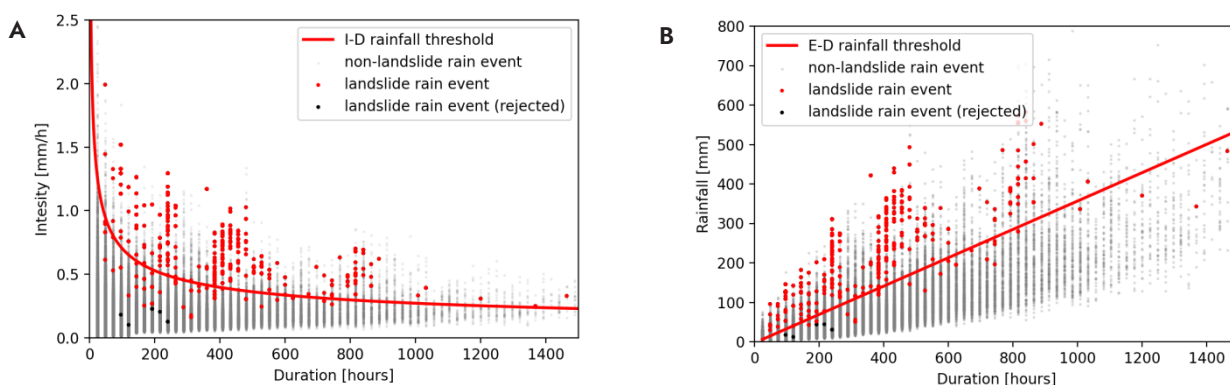 A
2.5
2.0
1.5
1.0
0.5
0.0
Intesity [mm/h]
I-D rainfall threshold
non-landslide rain event
landslide rain event
landslide rain event (rejected)
0 200 400 600 800 1000 1200 1400
Duration [hours]
B
800
700
600
500
400
300
200
100
0
Rainfall [mm]
E-D rainfall threshold
non-landslide rain event
landslide rain event
landslide rain event (rejected)
0 200 400 600 800 1000 1200 1400
Duration [hours]